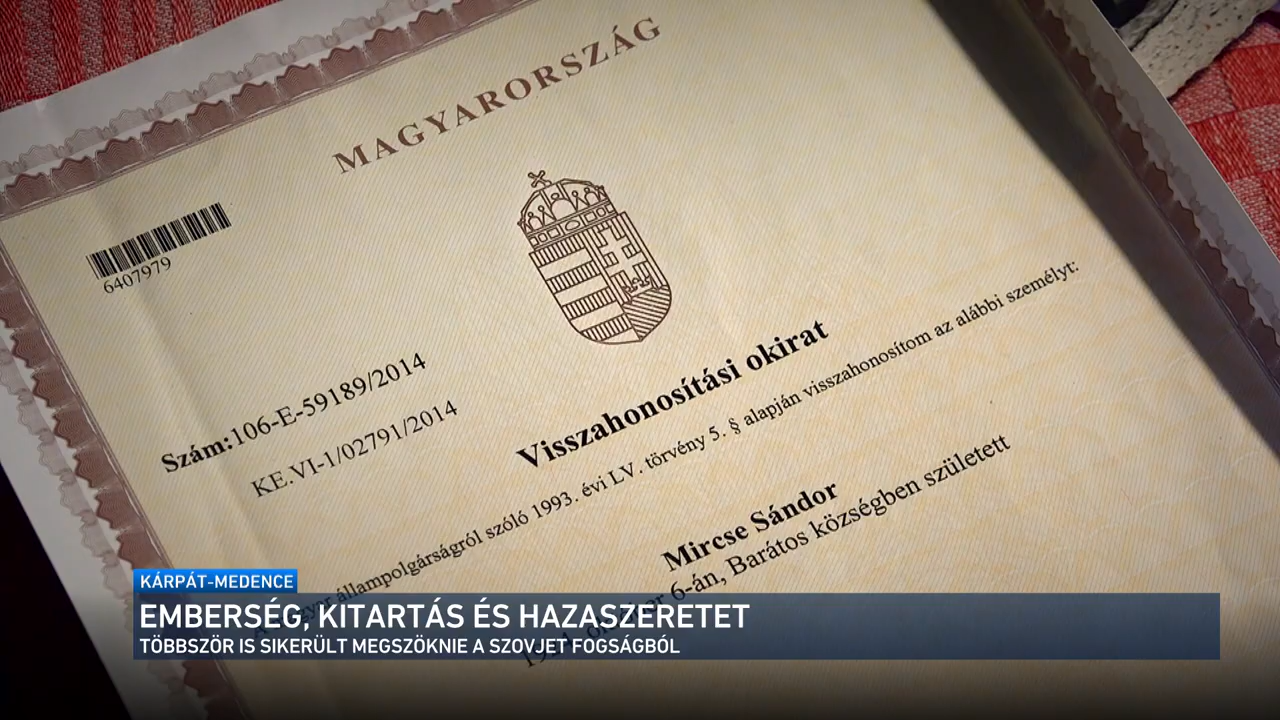 MAGYARORSZÁG
6407979
Szám:106-E-59189/2014
KE.VI-1/02791/2014
Visszahonosítási okirat
állampolgárságról szóló 1993. évi LV. törvény 5. § alapján visszahonosítom az alábbi személyt:
Mircse Sándor
6-án, Barátos községben született
KÁRPÁT-MEDENCE
EMBERSÉG, KITARTÁS ÉS HAZASZERETET
TÖBBSZÖR IS SIKERÜLT MEGSZÖKNIE A SZOVJET FOGSÁGBÓL